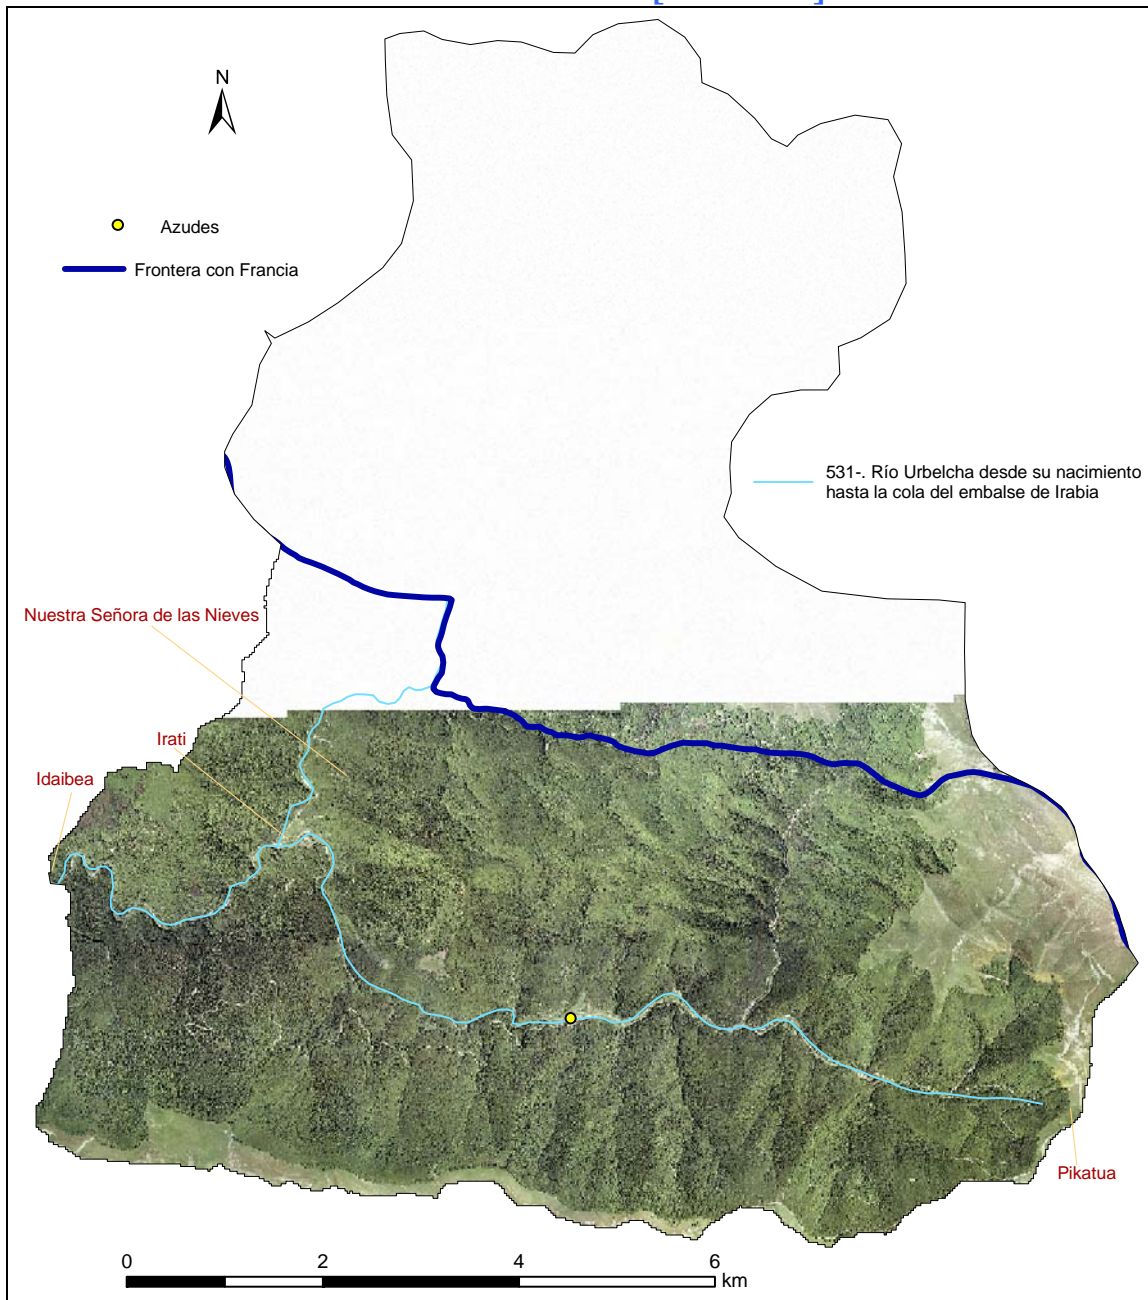 N
Azudes
Frontera con Francia
531-. Río Urbelcha desde su nacimiento
hasta la cola del embalse de Irabia
Nuestra Señora de las Nieves
Irati
Idaibea
Pikatua
0 2 4 6
km